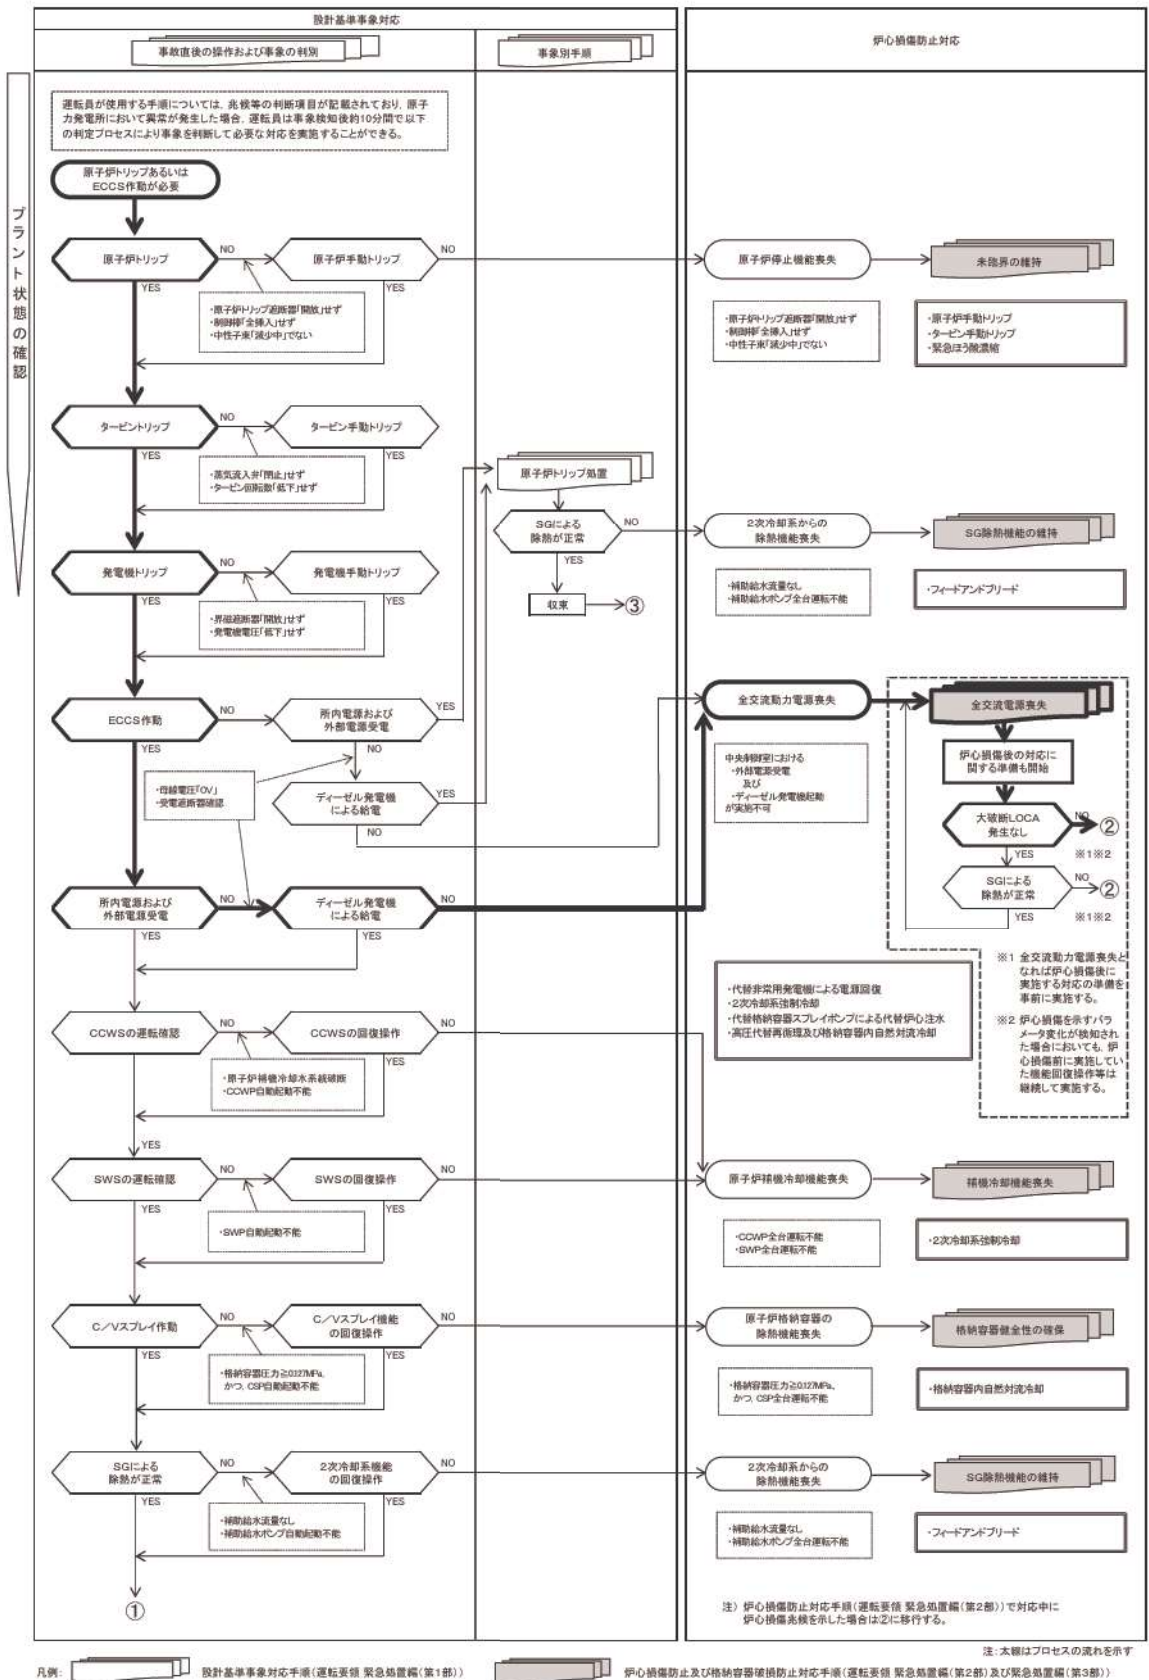 設計基準事象対応
炉心損傷防止対応
事故直後の操作および事象の判別
事象別手順
プラント状態の確認
運転員が使用する手順については、兆候等の判断項目が記載されており、原子
力発電所において異常が発生した場合、運転員は事象検知後約10分間で以下
の判定プロセスにより事象を判断して必要な対応を実施することができる。
原子炉トリップあるいは
ECCS作動が必要
原子炉トリップ
NO
YES
原子炉手動トリップ
NO
YES
・原子炉トリップ遮断器「開放」せず
・制御棒「全挿入」せず
・中性子束「減少中」でない
原子炉停止機能喪失
未臨界の維持
・原子炉トリップ遮断器「開放」せず
・制御棒「全挿入」せず
・中性子束「減少中」でない
・原子炉手動トリップ
・タービン手動トリップ
・緊急ほう酸濃縮
タービントリップ
NO
YES
タービン手動トリップ
YES
・蒸気流入弁「閉止」せず
・タービン回転数「低下」せず
原子炉トリップ処置
SGによる
除熱が正常
NO
YES
収束
③
2次冷却系からの
除熱機能喪失
SG除熱機能の維持
・補助給水流量なし
・補助給水ポンプ全台運転不能
・フィードアンドブリード
発電機トリップ
NO
YES
発電機手動トリップ
YES
・界磁遮断器「開放」せず
・発電機電圧「低下」せず
ECCS作動
NO
YES
所内電源および
外部電源受電
YES
NO
・母線電圧「0V」
・受電遮断器確認
ディーゼル発電機
による給電
YES
NO
全交流動力電源喪失
全交流電源喪失
中央制御室における
・外部電源受電
及び
・ディーゼル発電機起動
が実施不可
炉心損傷後の対応に
関する準備も開始
大破断LOCA
発生なし
NO
②
YES
※1※2
SGによる
除熱が正常
NO
②
YES
※1※2
所内電源および
外部電源受電
NO
YES
ディーゼル発電機
による給電
NO
YES
※1 全交流動力電源喪失と
なれば炉心損傷後に
実施する対応の準備を
事前に実施する。
※2 炉心損傷を示すパラ
メータ変化が検知され
た場合においても、炉
心損傷前に実施してい
た機能回復操作等は
継続して実施する。
・代替非常用発電機による電源回復
・2次冷却系強制冷却
・代替格納容器スプレイポンプによる代替炉心注水
・高圧代替再循環及び格納容器内自然対流冷却
CCWSの運転確認
NO
YES
CCWSの回復操作
NO
YES
・原子炉補機冷却水系統破断
・CCWP自動起動不能
SWSの運転確認
NO
YES
SWSの回復操作
NO
YES
・SWP自動起動不能
原子炉補機冷却機能喪失
補機冷却機能喪失
・CCWP全台運転不能
・SWP全台運転不能
・2次冷却系強制冷却
C/Vスプレイ作動
NO
YES
C/Vスプレイ機能
の回復操作
NO
YES
・格納容器圧力≧0.127MPa、
かつ、CSP自動起動不能
原子炉格納容器の
除熱機能喪失
格納容器健全性の確保
・格納容器圧力≧0.127MPa、
かつ、CSP全台運転不能
・格納容器内自然対流冷却
SGによる
除熱が正常
NO
YES
2次冷却系機能
の回復操作
NO
YES
・補助給水流量なし
・補助給水ポンプ自動起動不能
2次冷却系からの
除熱機能喪失
SG除熱機能の維持
・補助給水流量なし
・補助給水ポンプ全台運転不能
・フィードアンドブリード
①
注）炉心損傷防止対応手順（運転要領 緊急処置編（第2部））で対応中に
炉心損傷兆候を示した場合は②に移行する。
注：太線はプロセスの流れを示す
凡例：
設計基準事象対応手順（運転要領 緊急処置編（第1部））
炉心損傷防止及び格納容器破損防止対応手順（運転要領 緊急処置編（第2部）及び緊急処置編（第3部））